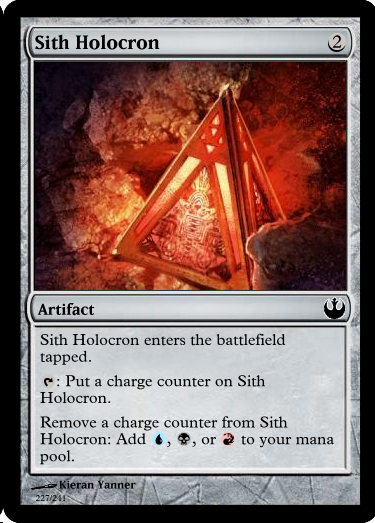 Sith Holocron 2
Artifact
Sith Holocron enters the battlefield
tapped.
: Put a charge counter on Sith
Holocron.
Remove a charge counter from Sith
Holocron: Add , , or to your mana
pool.
Kieran Yanner
227/241